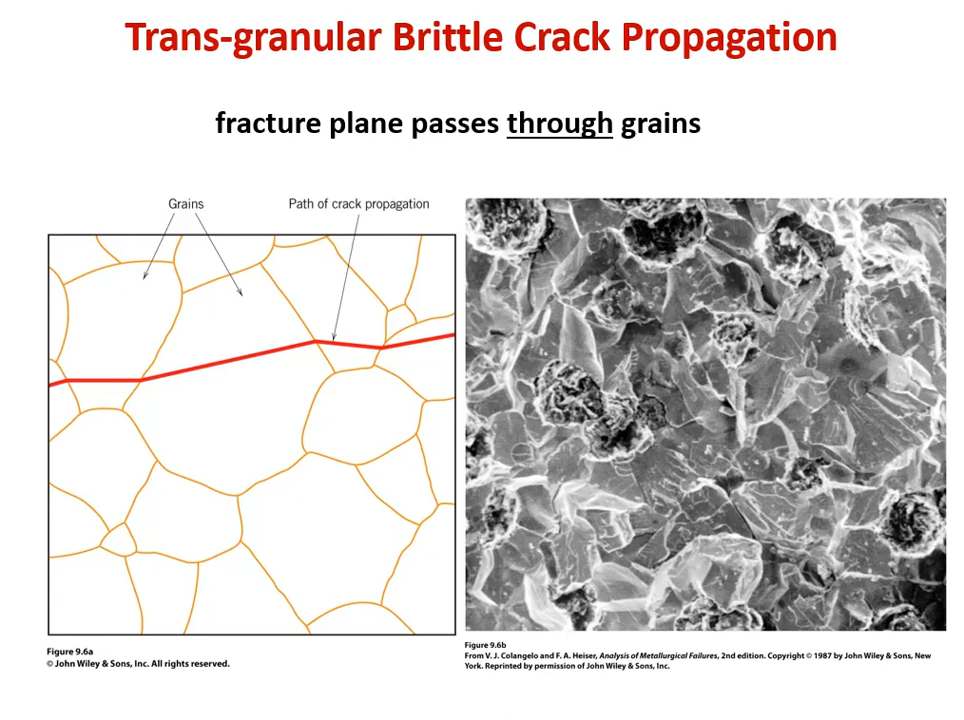 Trans-granular Brittle Crack Propagation
fracture plane passes through grains
Grains
Path of crack propagation
Figure 9.6a
© John Wiley & Sons, Inc. All rights reserved.
Figure 9.6b
From V. J. Colangelo and F. A. Heiser, Analysis of Metallurgical Failures, 2nd edition. Copyright © 1987 by John Wiley & Sons, New
York. Reprinted by permission of John Wiley & Sons, Inc.